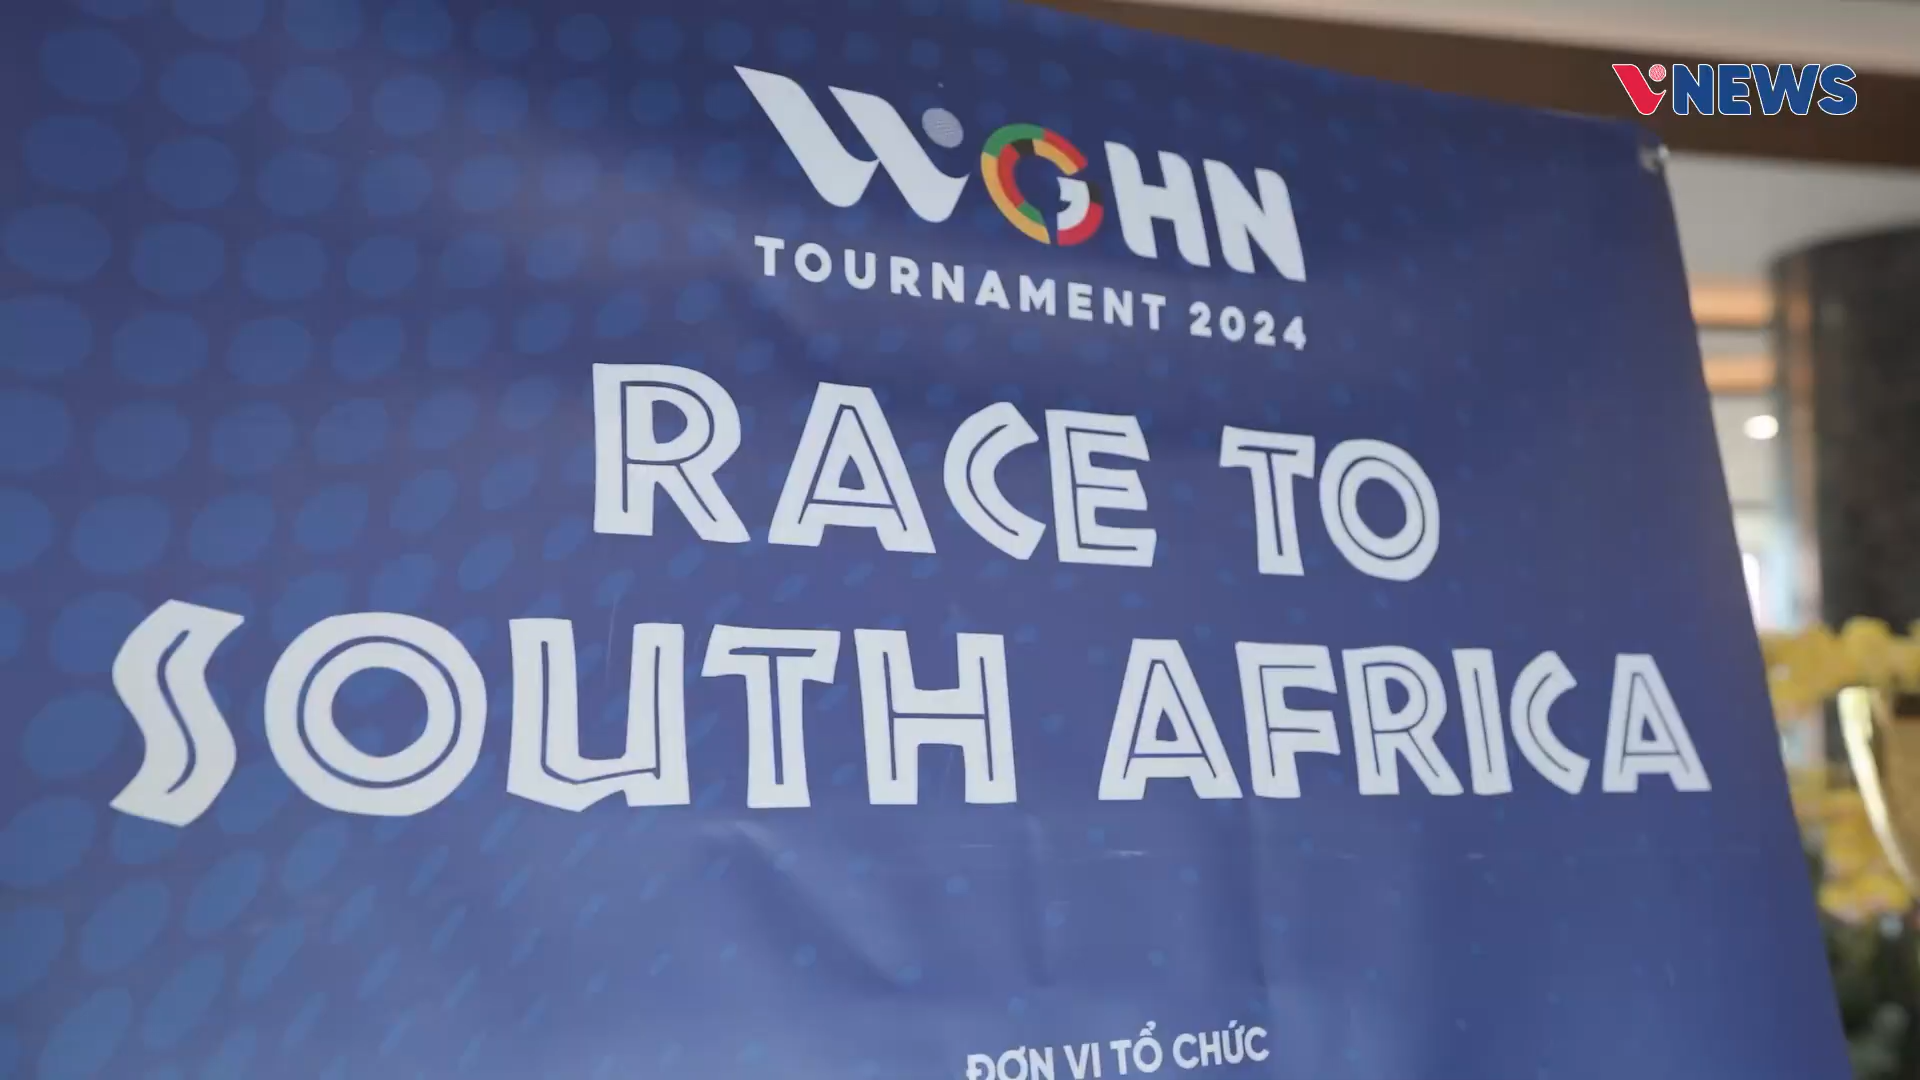 VNEWS
WGHN
TOURNAMENT 2024
RACE TO
SOUTH AFRICA
ĐƠN VỊ TỔ CHỨC